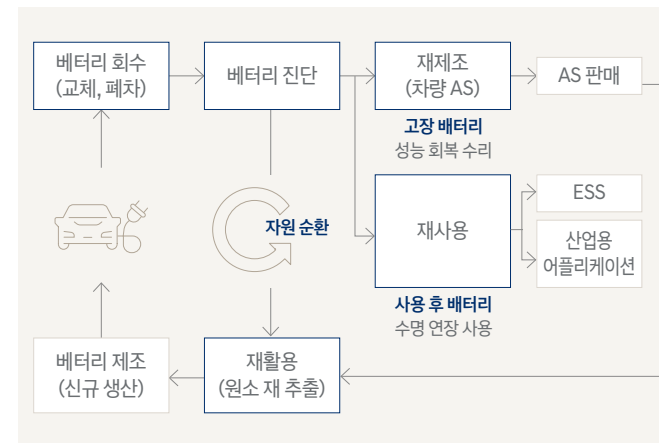 베터리 회수
(교체, 폐차)
베터리 진단
재제조
(차량 AS)
AS 판매
고장 배터리
성능 회복 수리
자원 순환
재사용
ESS
산업용
어플리케이션
사용 후 배터리
수명 연장 사용
베터리 제조
(신규 생산)
재활용
(원소 재 추출)